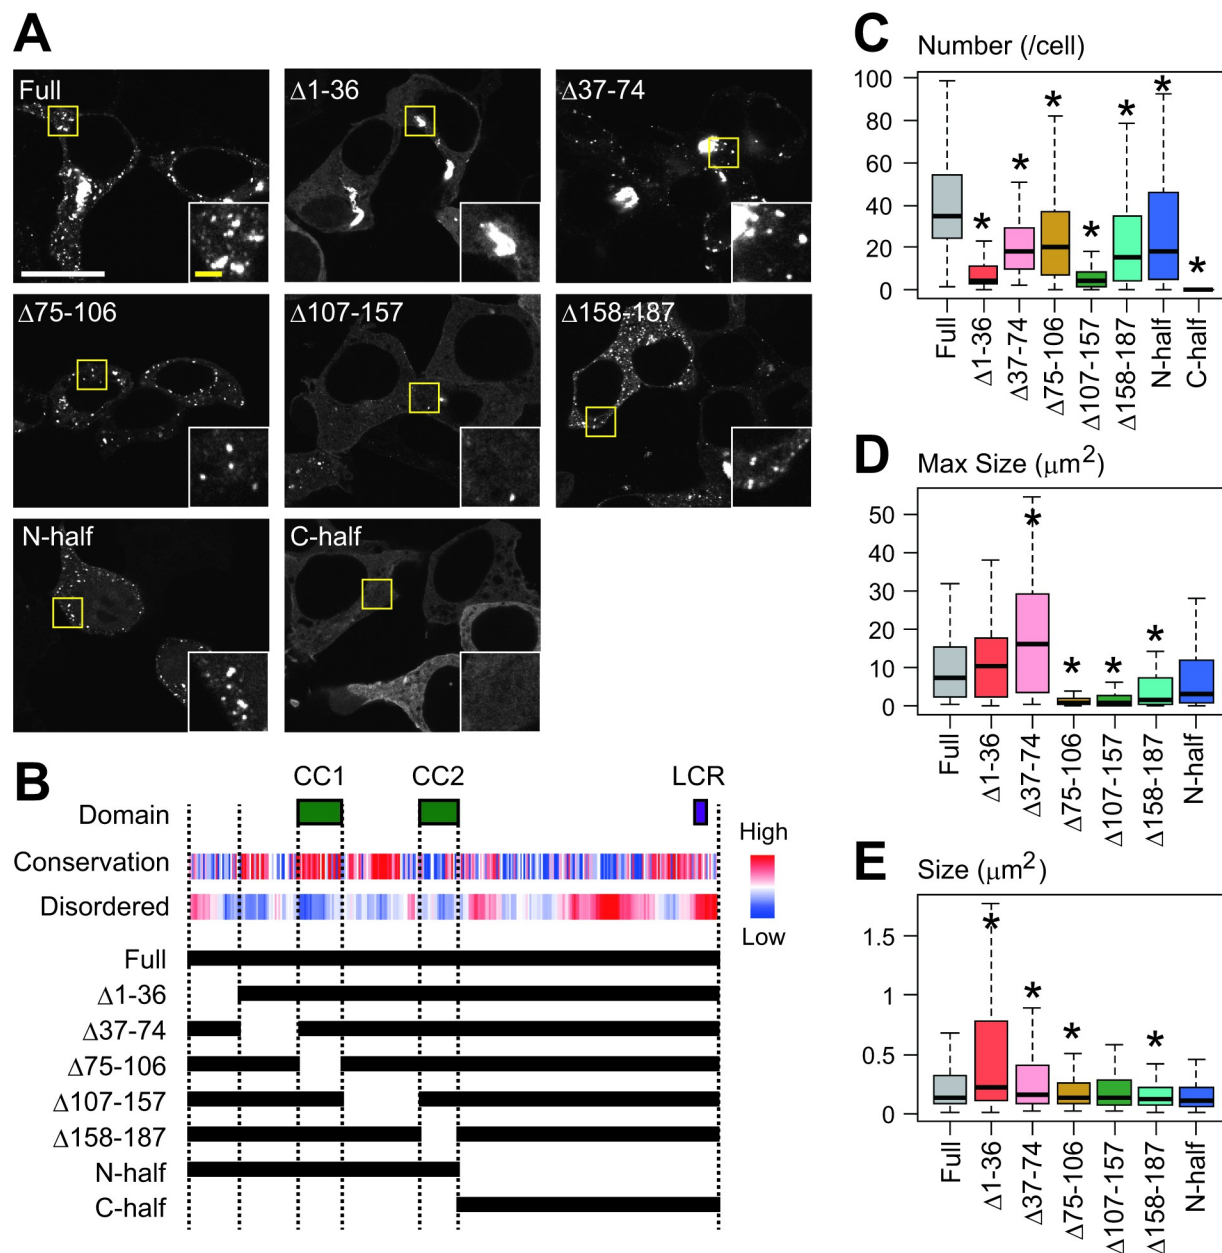 A
Full
Δ1-36
Δ37-74
Δ75-106
Δ107-157
Δ158-187
N-half
C-half
B
CC1
CC2
LCR
Domain
Conservation
Disordered
High
Low
Full
Δ1-36
Δ37-74
Δ75-106
Δ107-157
Δ158-187
N-half
C-half
C
Number (/cell)
100
80
60
40
20
0
* * * * * * *
Full
Δ1-36
Δ37-74
Δ75-106
Δ107-157
Δ158-187
N-half
C-half
D
Max Size (μm²)
50
40
30
20
10
0
* * * *
Full
Δ1-36
Δ37-74
Δ75-106
Δ107-157
Δ158-187
N-half
E
Size (μm²)
1.5
1
0.5
0
* * * *
Full
Δ1-36
Δ37-74
Δ75-106
Δ107-157
Δ158-187
N-half